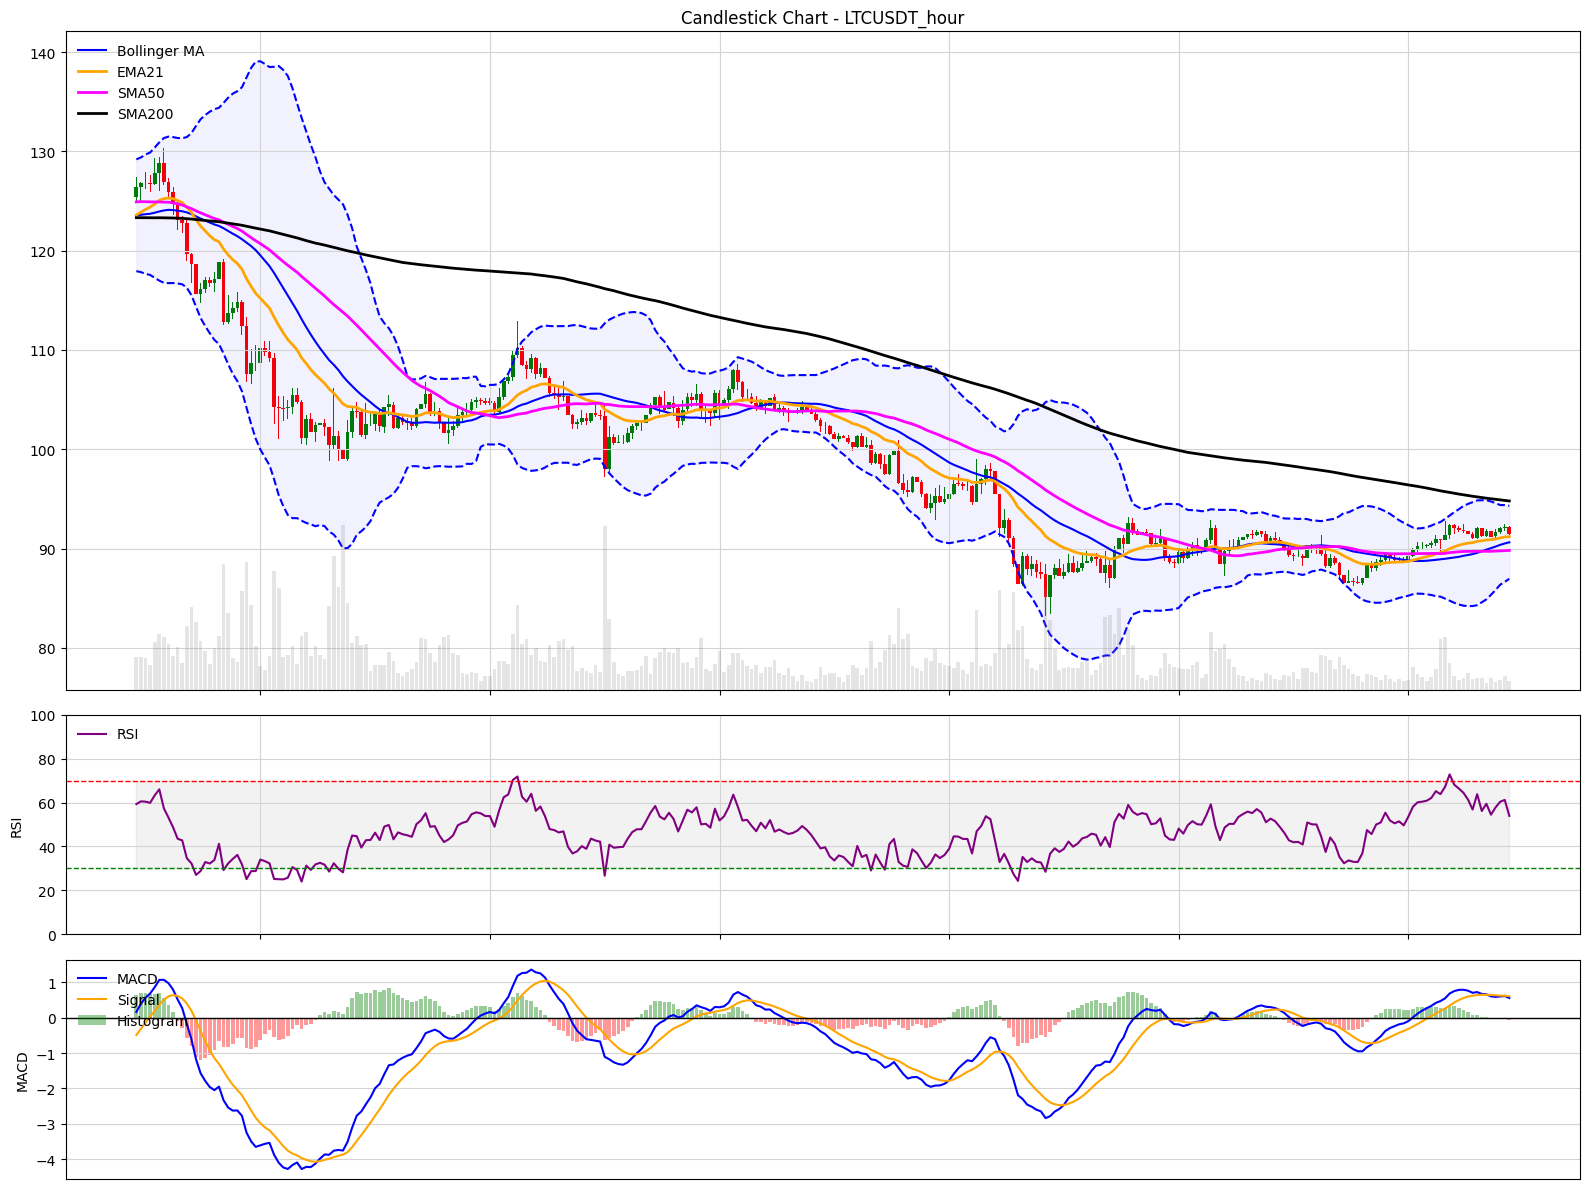 Candlestick Chart - LTCUSDT_hour
Bollinger MA
EMA21
SMA50
SMA200
140
130
120
110
100
90
80
RSI
RSI
100
80
60
40
20
0
MACD
Signal
Histogram
MACD
1
0
−1
−2
−3
−4